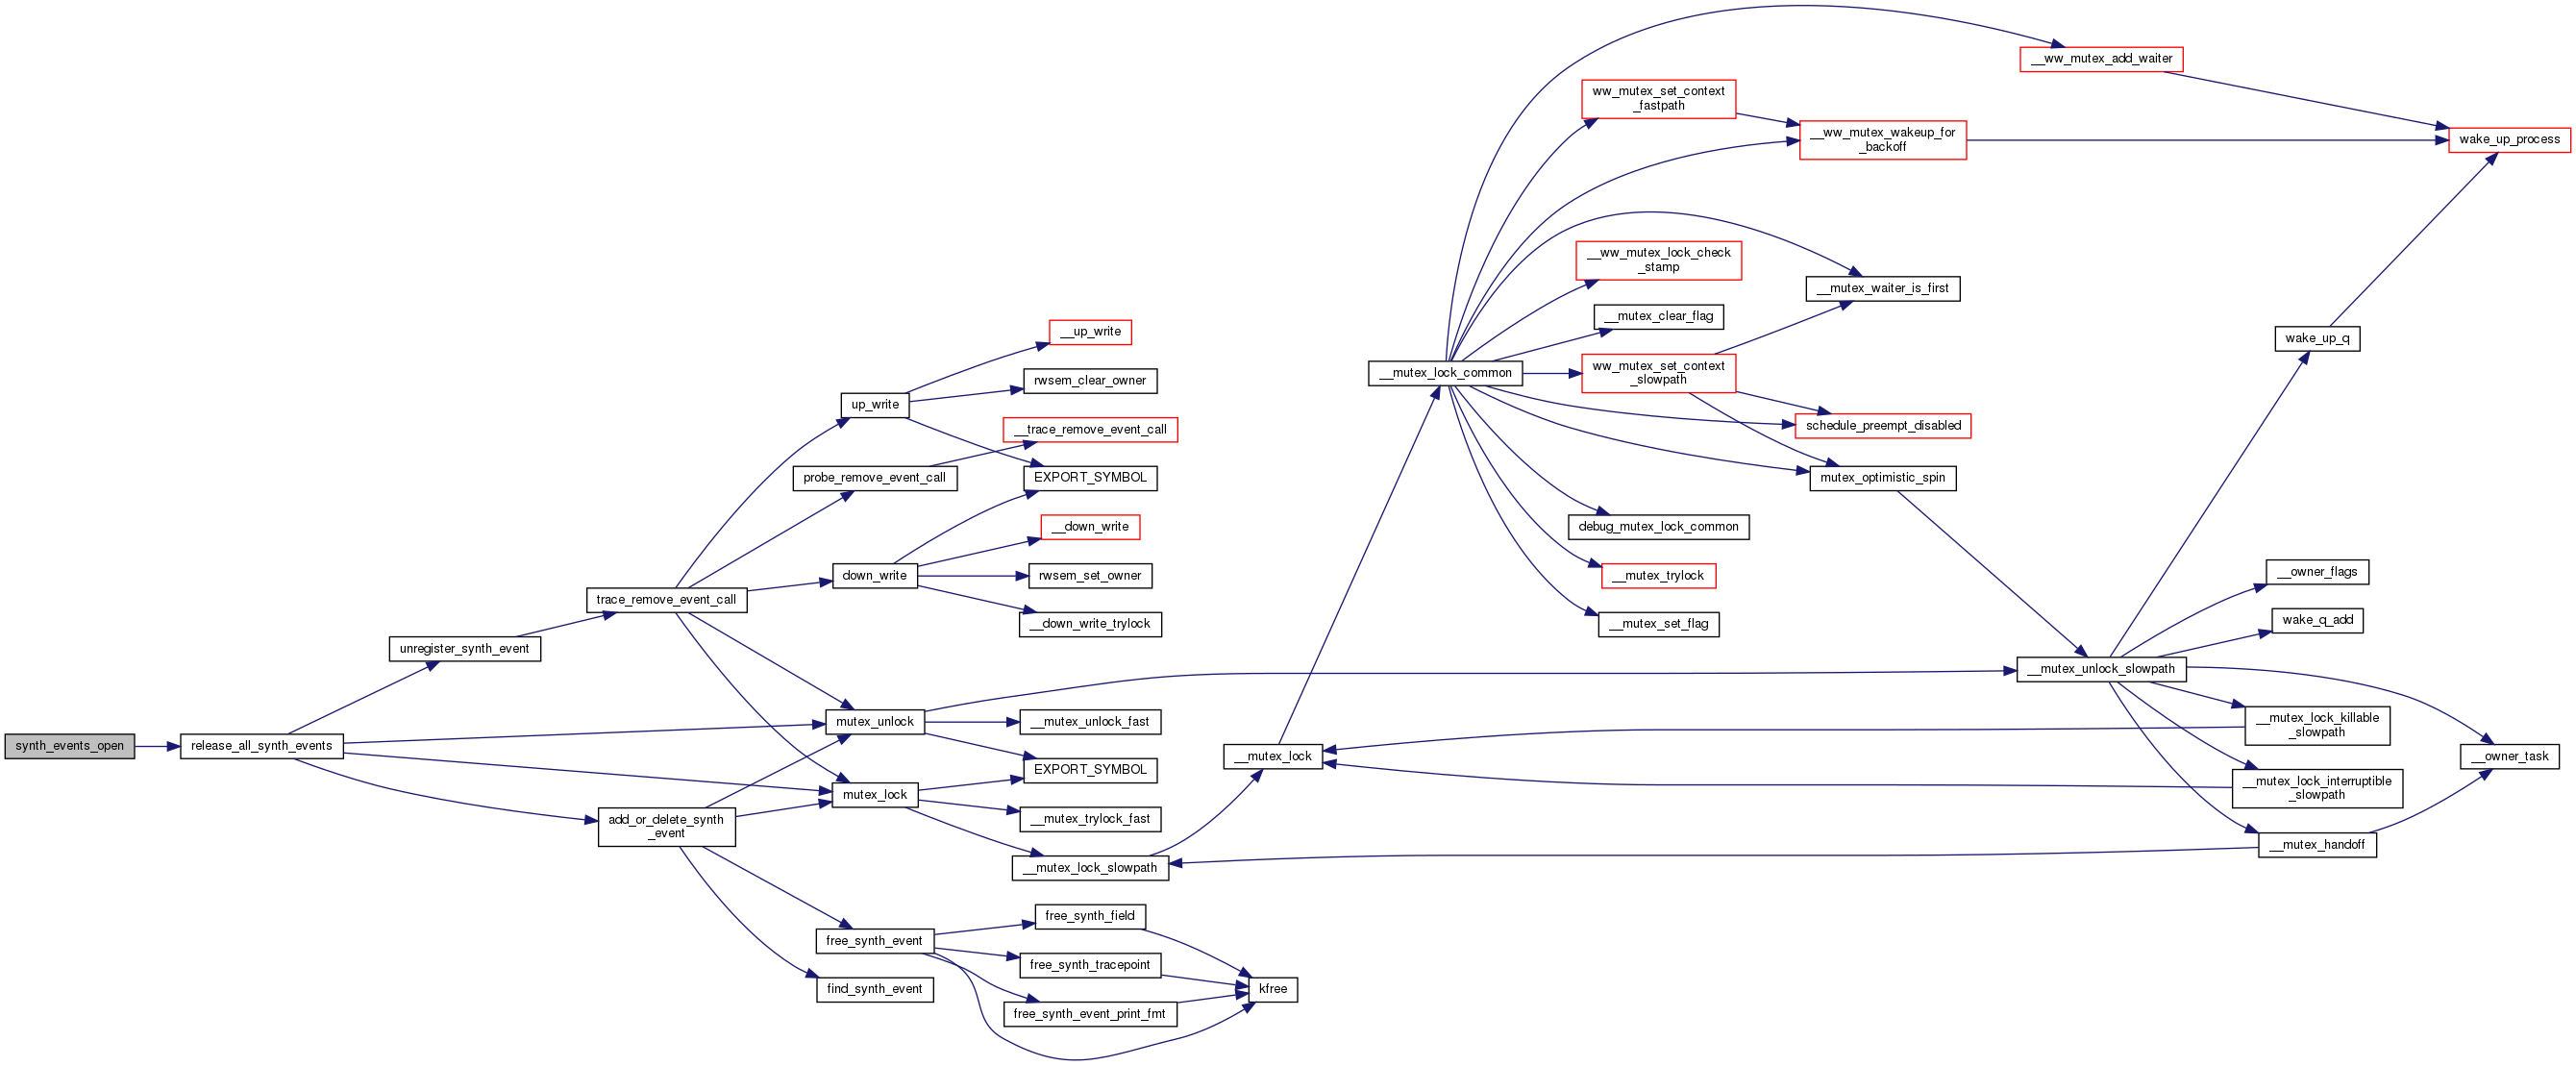 synth_events_open
release_all_synth_events
unregister_synth_event
add_or_delete_synth
_event
trace_remove_event_call
up_write
probe_remove_event_call
down_write
mutex_unlock
mutex_lock
free_synth_event
find_synth_event
__up_write
rwsem_clear_owner
__trace_remove_event_call
EXPORT_SYMBOL
__down_write
rwsem_set_owner
__down_write_trylock
__mutex_unlock_fast
EXPORT_SYMBOL
__mutex_trylock_fast
__mutex_lock_slowpath
free_synth_field
free_synth_tracepoint
free_synth_event_print_fmt
kfree
__mutex_lock
__mutex_lock_common
ww_mutex_set_context
_fastpath
__ww_mutex_lock_check
_stamp
__mutex_clear_flag
ww_mutex_set_context
_slowpath
debug_mutex_lock_common
__mutex_trylock
__mutex_set_flag
__ww_mutex_wakeup_for
_backoff
__mutex_waiter_is_first
schedule_preempt_disabled
mutex_optimistic_spin
__ww_mutex_add_waiter
__mutex_unlock_slowpath
wake_up_q
__owner_flags
wake_q_add
__mutex_lock_killable
_slowpath
__mutex_lock_interruptible
_slowpath
__mutex_handoff
wake_up_process
__owner_task